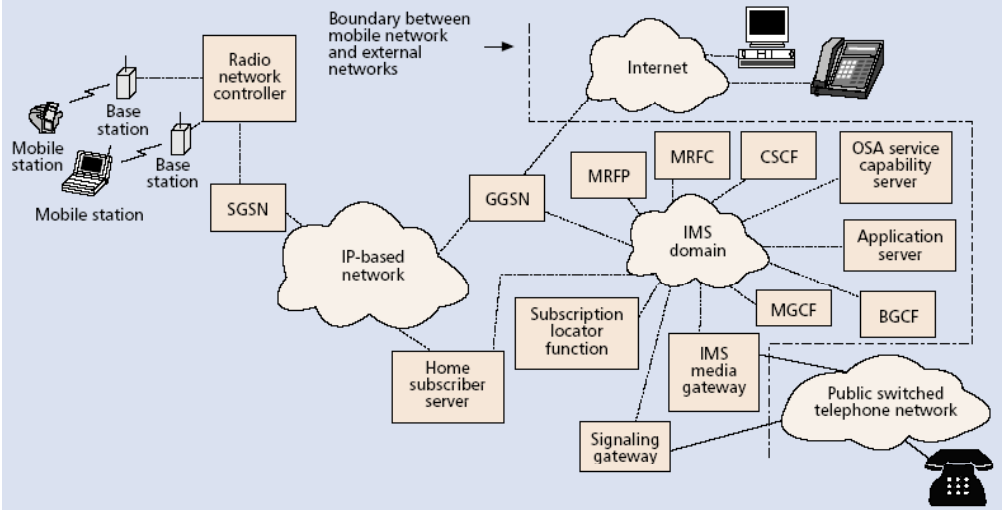 Boundary between
mobile network
and external
networks
Radio
network
controller
Base
station
Mobile
station
Base
station
Mobile station
SGSN
IP-based
network
GGSN
Internet
MRFP
MRFC
CSCF
OSA service
capability
server
IMS
domain
Application
server
Subscription
locator
function
MGCF
BGCF
Home
subscriber
server
IMS
media
gateway
Signaling
gateway
Public switched
telephone network